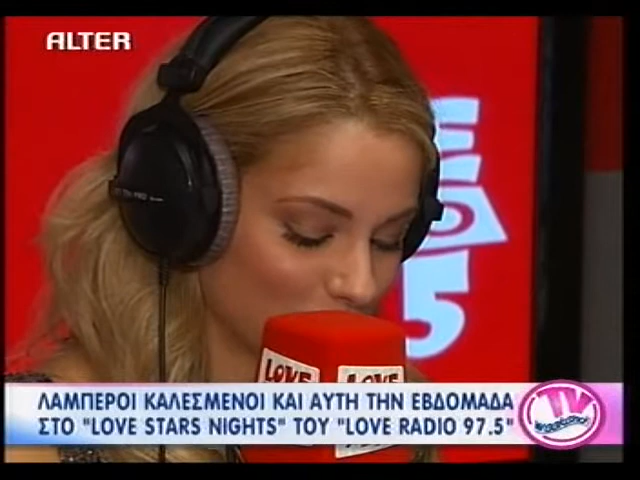 ALTER
LOVE
LOVE
5
ΛΑΜΠΕΡΟΙ ΚΑΛΕΣΜΕΝΟΙ ΚΑΙ ΑΥΤΗ ΤΗΝ ΕΒΔΟΜΑΔΑ
ΣΤΟ "LOVE STARS NIGHTS" ΤΟΥ "LOVE RADIO 97.5"
TV